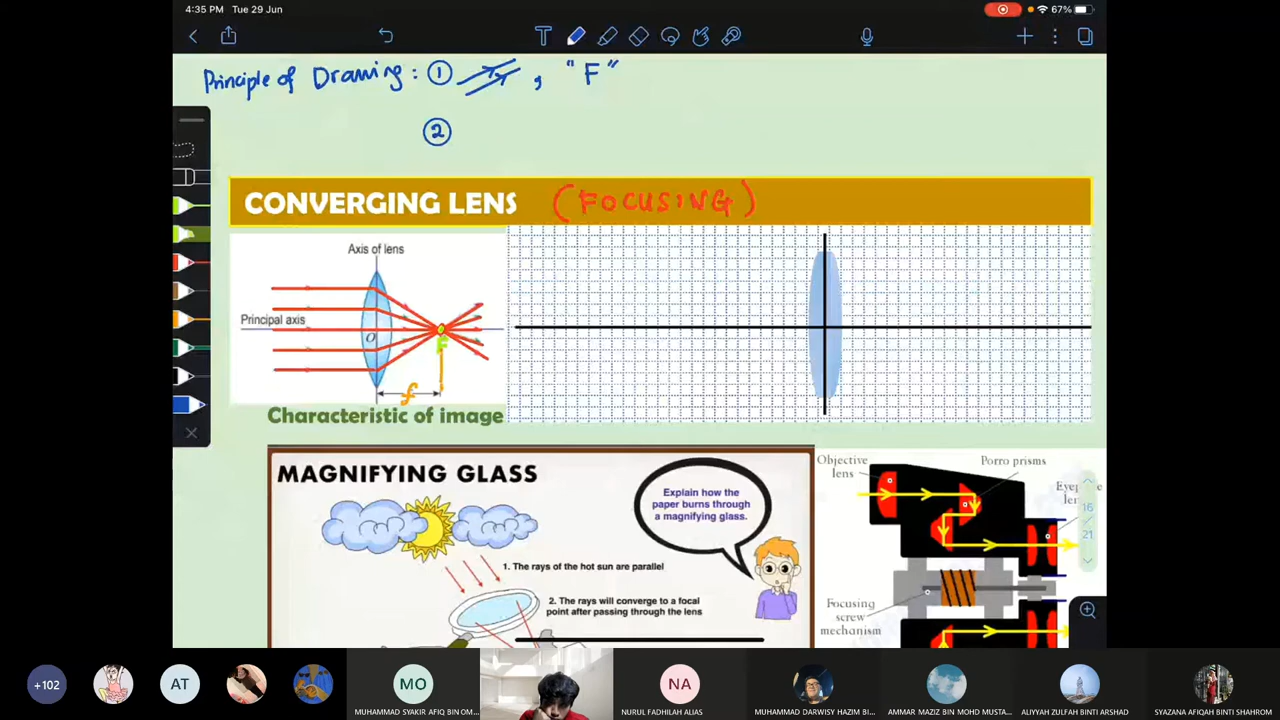 4:35 PM Tue 29 Jun
67%
Principle of Drawing : ① , "F"
②
CONVERGING LENS (FOCUSING)
Axis of lens
Principal axis
O
F
f
Characteristic of image
MAGNIFYING GLASS
Explain how the
paper burns through
a magnifying glass.
1. The rays of the hot sun are parallel
2. The rays will converge to a focal
point after passing through the lens
Objective
lens
Porro prisms
16
21
Focusing
screw
mechanism
+102
AT
MO
NA
MUHAMMAD SYAKIR AFIQ BIN OM...
NURUL FADHILAH ALIAS
MUHAMMAD DARWISY HAZIM BI...
AMMAR MAZIZ BIN MOHD MUSTA...
ALIYYAH ZULFAH BINTI ARSHAD
SYAZANA AFIQAH BINTI SHAHROM